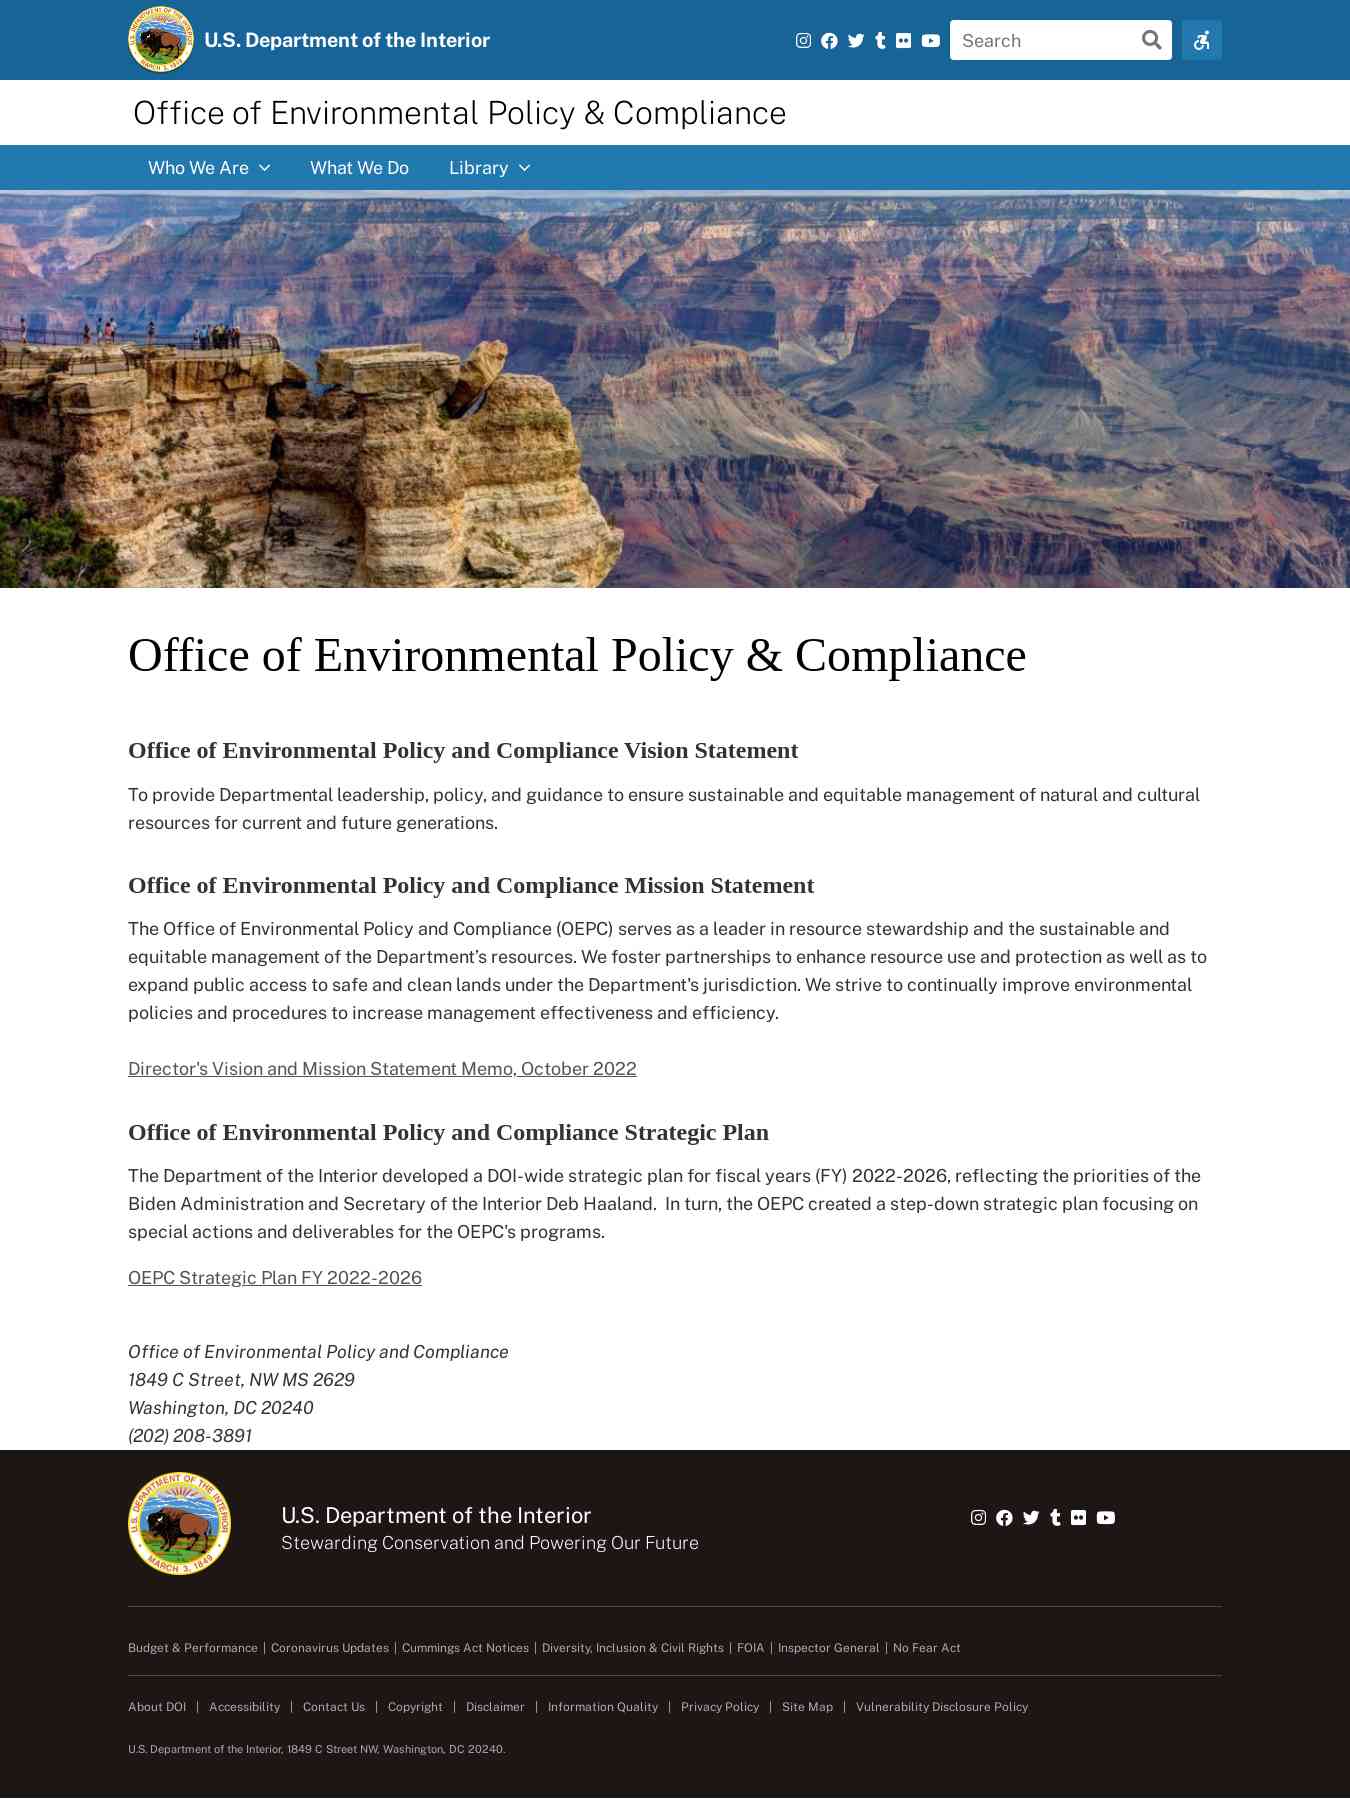 U.S. Department of the Interior
Search
Office of Environmental Policy & Compliance
Who We Are
What We Do
Library
Office of Environmental Policy & Compliance
Office of Environmental Policy and Compliance Vision Statement
To provide Departmental leadership, policy, and guidance to ensure sustainable and equitable management of natural and cultural
resources for current and future generations.
Office of Environmental Policy and Compliance Mission Statement
The Office of Environmental Policy and Compliance (OEPC) serves as a leader in resource stewardship and the sustainable and
equitable management of the Department’s resources. We foster partnerships to enhance resource use and protection as well as to
expand public access to safe and clean lands under the Department's jurisdiction. We strive to continually improve environmental
policies and procedures to increase management effectiveness and efficiency.
Director's Vision and Mission Statement Memo, October 2022
Office of Environmental Policy and Compliance Strategic Plan
The Department of the Interior developed a DOI-wide strategic plan for fiscal years (FY) 2022-2026, reflecting the priorities of the
Biden Administration and Secretary of the Interior Deb Haaland.  In turn, the OEPC created a step-down strategic plan focusing on
special actions and deliverables for the OEPC's programs.
OEPC Strategic Plan FY 2022-2026
Office of Environmental Policy and Compliance
1849 C Street, NW MS 2629
Washington, DC 20240
(202) 208-3891
U.S. DEPARTMENT OF THE INTERIOR
MARCH 3, 1849
U.S. Department of the Interior
Stewarding Conservation and Powering Our Future
Budget & Performance | Coronavirus Updates | Cummings Act Notices | Diversity, Inclusion & Civil Rights | FOIA | Inspector General | No Fear Act
About DOI | Accessibility | Contact Us | Copyright | Disclaimer | Information Quality | Privacy Policy | Site Map | Vulnerability Disclosure Policy
U.S. Department of the Interior, 1849 C Street NW, Washington, DC 20240.